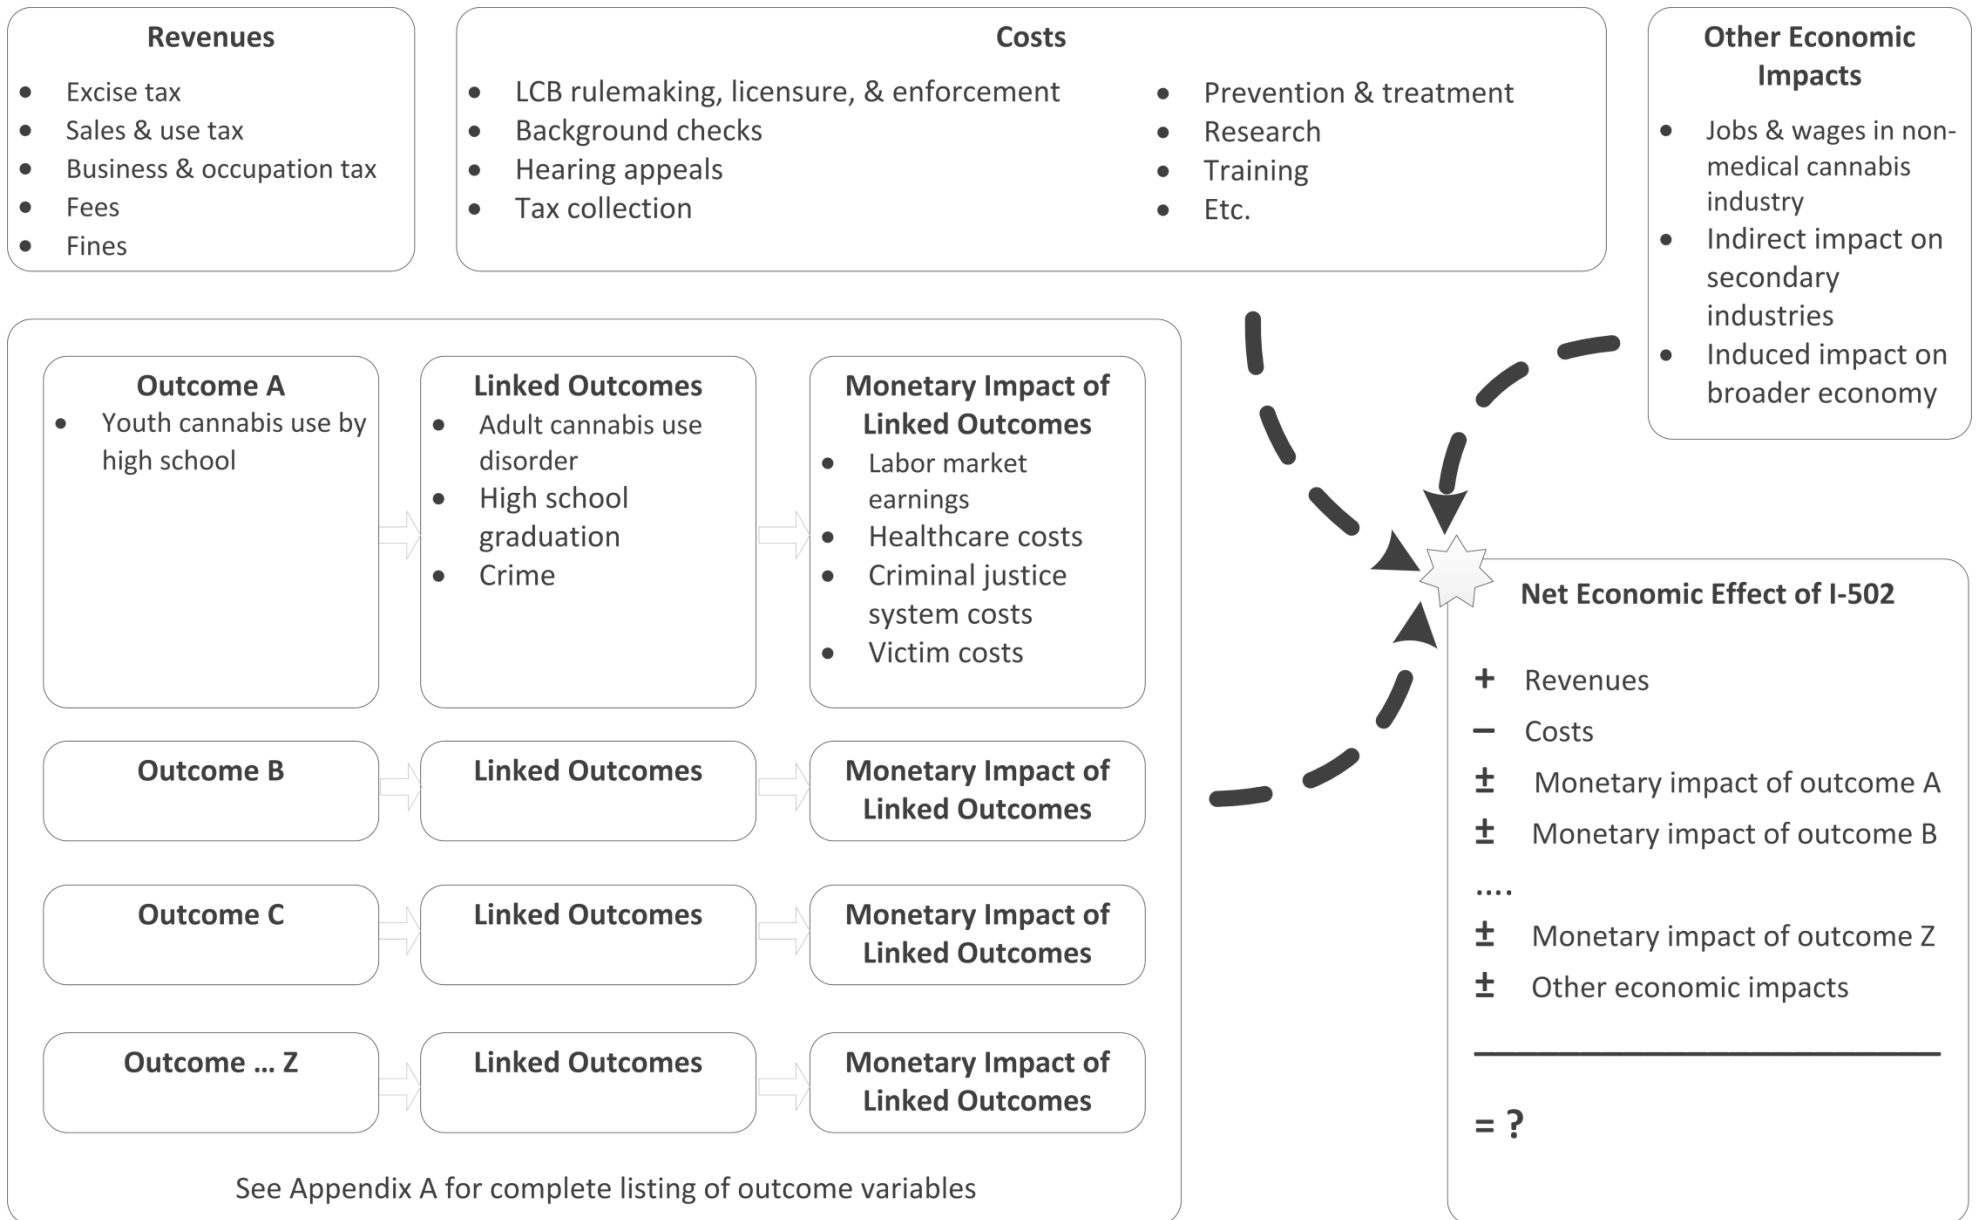 Revenues
• Excise tax
• Sales & use tax
• Business & occupation tax
• Fees
• Fines
Costs
• LCB rulemaking, licensure, & enforcement
• Background checks
• Hearing appeals
• Tax collection
• Prevention & treatment
• Research
• Training
• Etc.
Other Economic
Impacts
• Jobs & wages in non-
medical cannabis
industry
• Indirect impact on
secondary
industries
• Induced impact on
broader economy
Outcome A
• Youth cannabis use by
high school
Linked Outcomes
• Adult cannabis use
disorder
• High school
graduation
• Crime
Monetary Impact of
Linked Outcomes
• Labor market
earnings
• Healthcare costs
• Criminal justice
system costs
• Victim costs
Outcome B
Linked Outcomes
Monetary Impact of
Linked Outcomes
Outcome C
Linked Outcomes
Monetary Impact of
Linked Outcomes
Outcome ... Z
Linked Outcomes
Monetary Impact of
Linked Outcomes
See Appendix A for complete listing of outcome variables
Net Economic Effect of I-502
+ Revenues
− Costs
± Monetary impact of outcome A
± Monetary impact of outcome B
....
± Monetary impact of outcome Z
± Other economic impacts
= ?